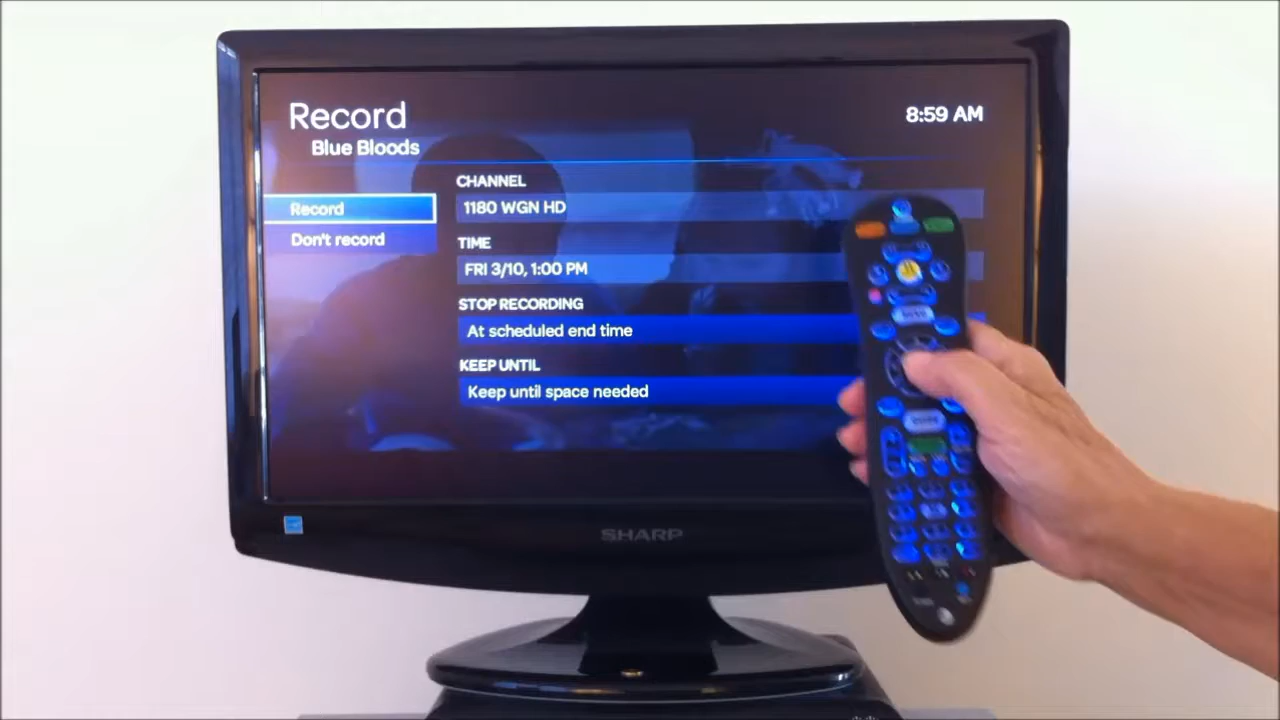 Record
8:59 AM
Blue Bloods
CHANNEL
Record
1180 WGN HD
Don't record
TIME
FRI 3/10, 1:00 PM
STOP RECORDING
At scheduled end time
KEEP UNTIL
Keep until space needed
SHARP